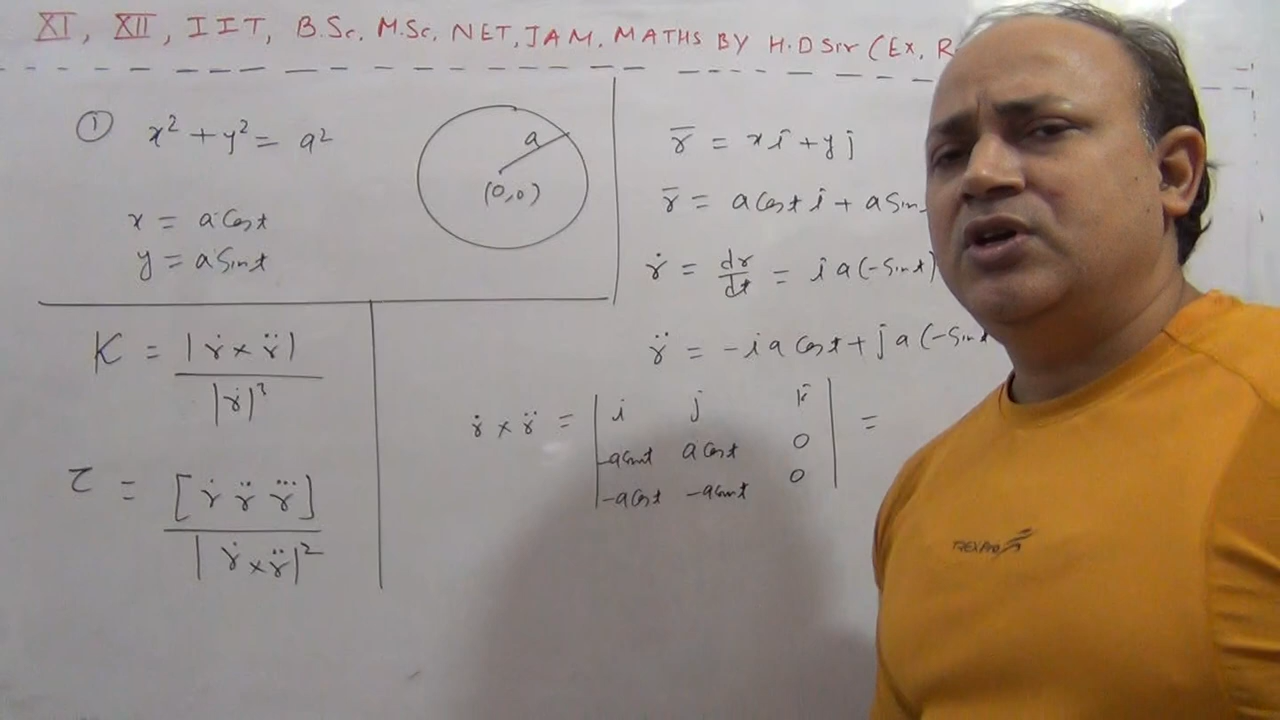 XI, XII, IIT, B.Sc, M.Sc, NET, JAM, MATHS BY H.D Sir (Ex, R
① x² + y² = a²
x = a Cos t
y = a Sin t
a
(0,0)
K = |ṙ × r̈| / |ṙ|³
τ = [ṙ r̈ r⃛] / |ṙ × r̈|²
r̄ = x i + y j
r̄ = a Cos t i + a Sin
ṙ = dr/dt = i a (-Sin t)
r̈ = -i a Cos t + j a (-Sin t
ṙ × r̈ = | i j k̄ | =
-a Sin t a Cos t 0
-a Cos t -a Sin t 0
TREXPro